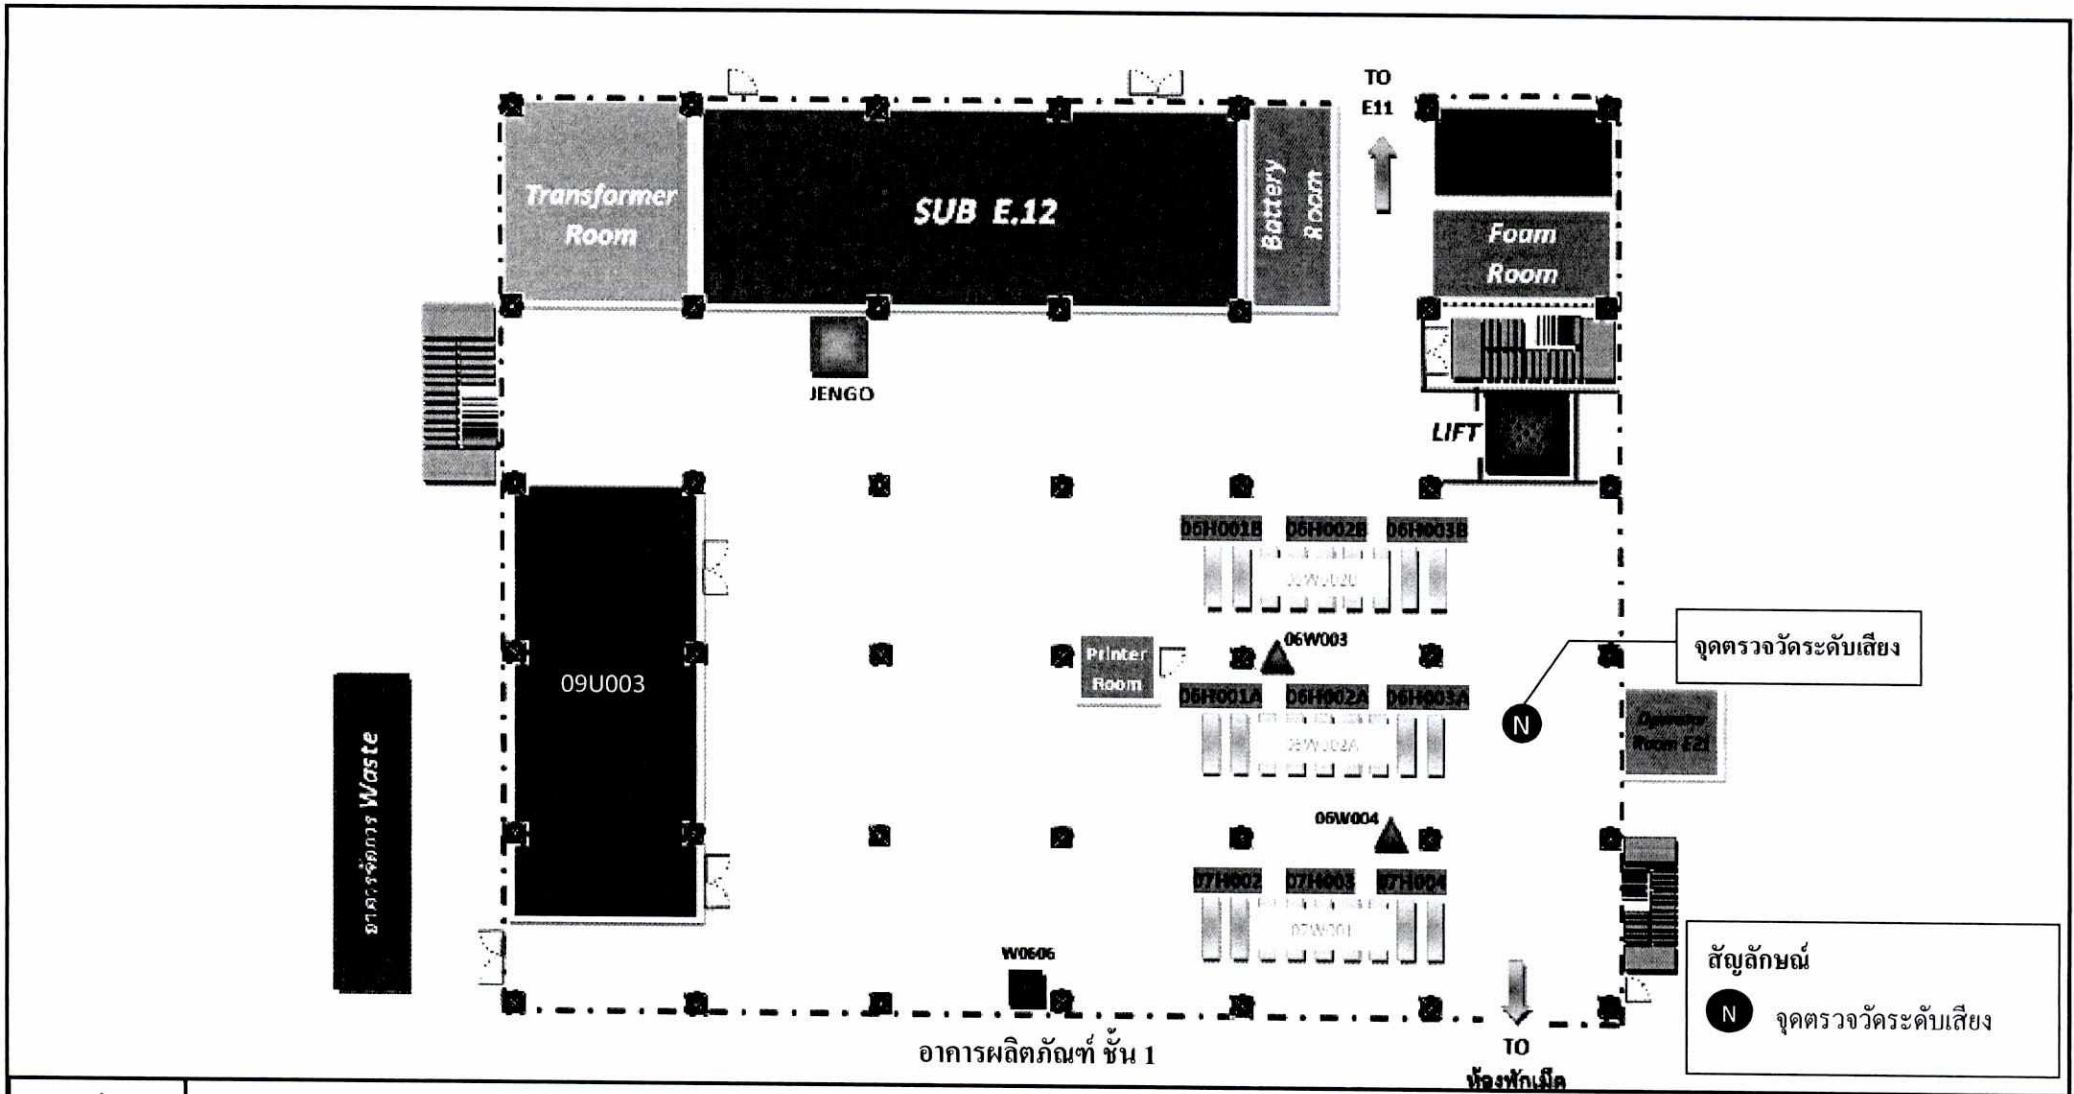 TO
E11
Transformer
Room
SUB E.12
Battery
Room
Foam
Room
JENGO
LIFT
06H001B 06H002B 06H003B
06W003
จุดตรวจวัดระดับเสียง
Printer
Room
09U003
06H001A 06H002A 06H003A
N
Operator
Room E21
06W002A
อาคารจัดการ Waste
06W004
07H002 07H003 07H004
07W001
W0606
สัญลักษณ์
N จุดตรวจวัดระดับเสียง
อาคารผลิตภัณฑ์ ชั้น 1
TO
ห้องพักเม็ด